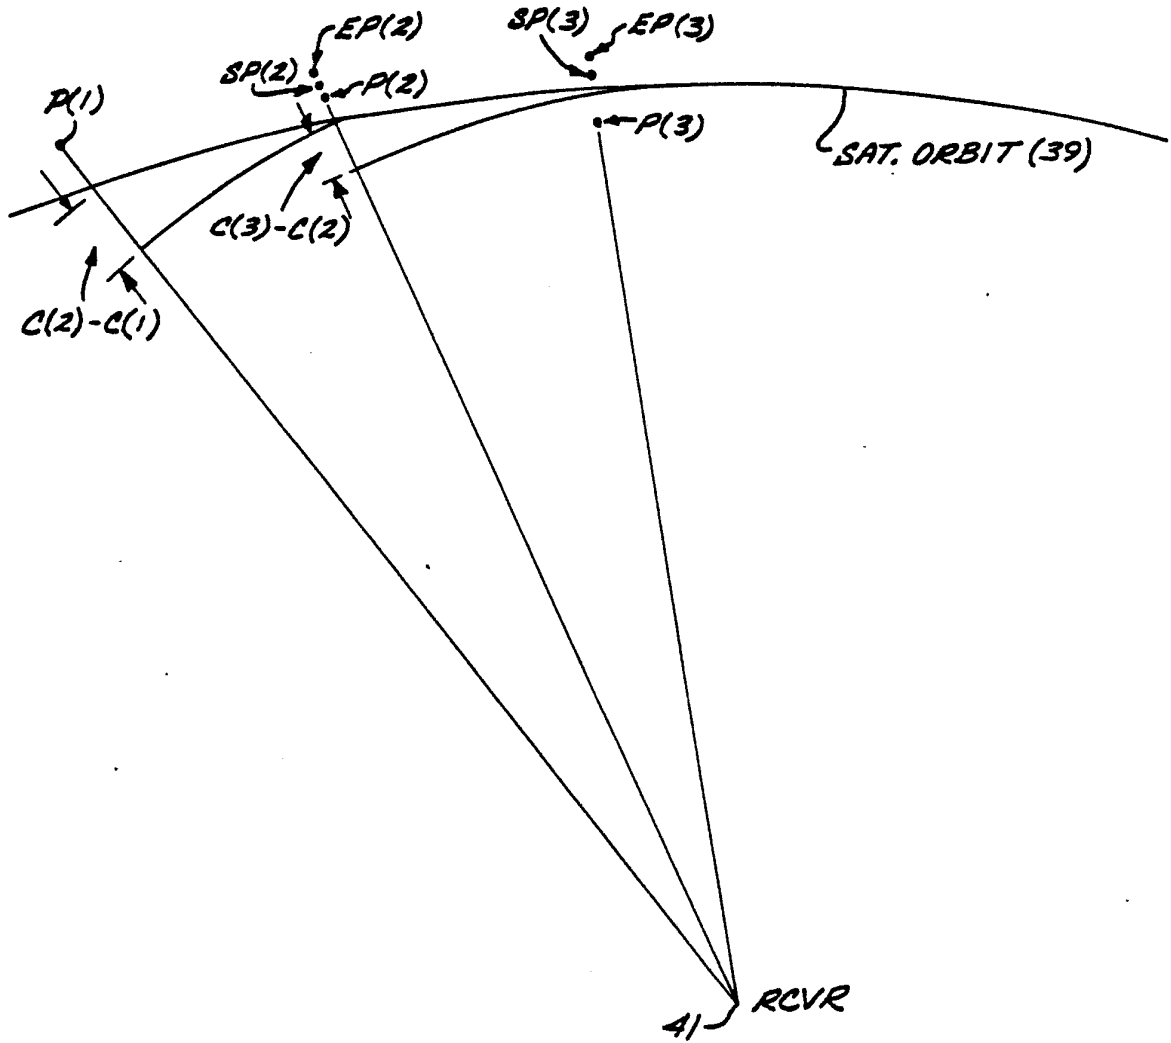 EP(2)
SP(3)
EP(3)
SP(2)
P(2)
P(1)
P(3)
SAT. ORBIT (39)
C(3)-C(2)
C(2)-C(1)
RCVR
41